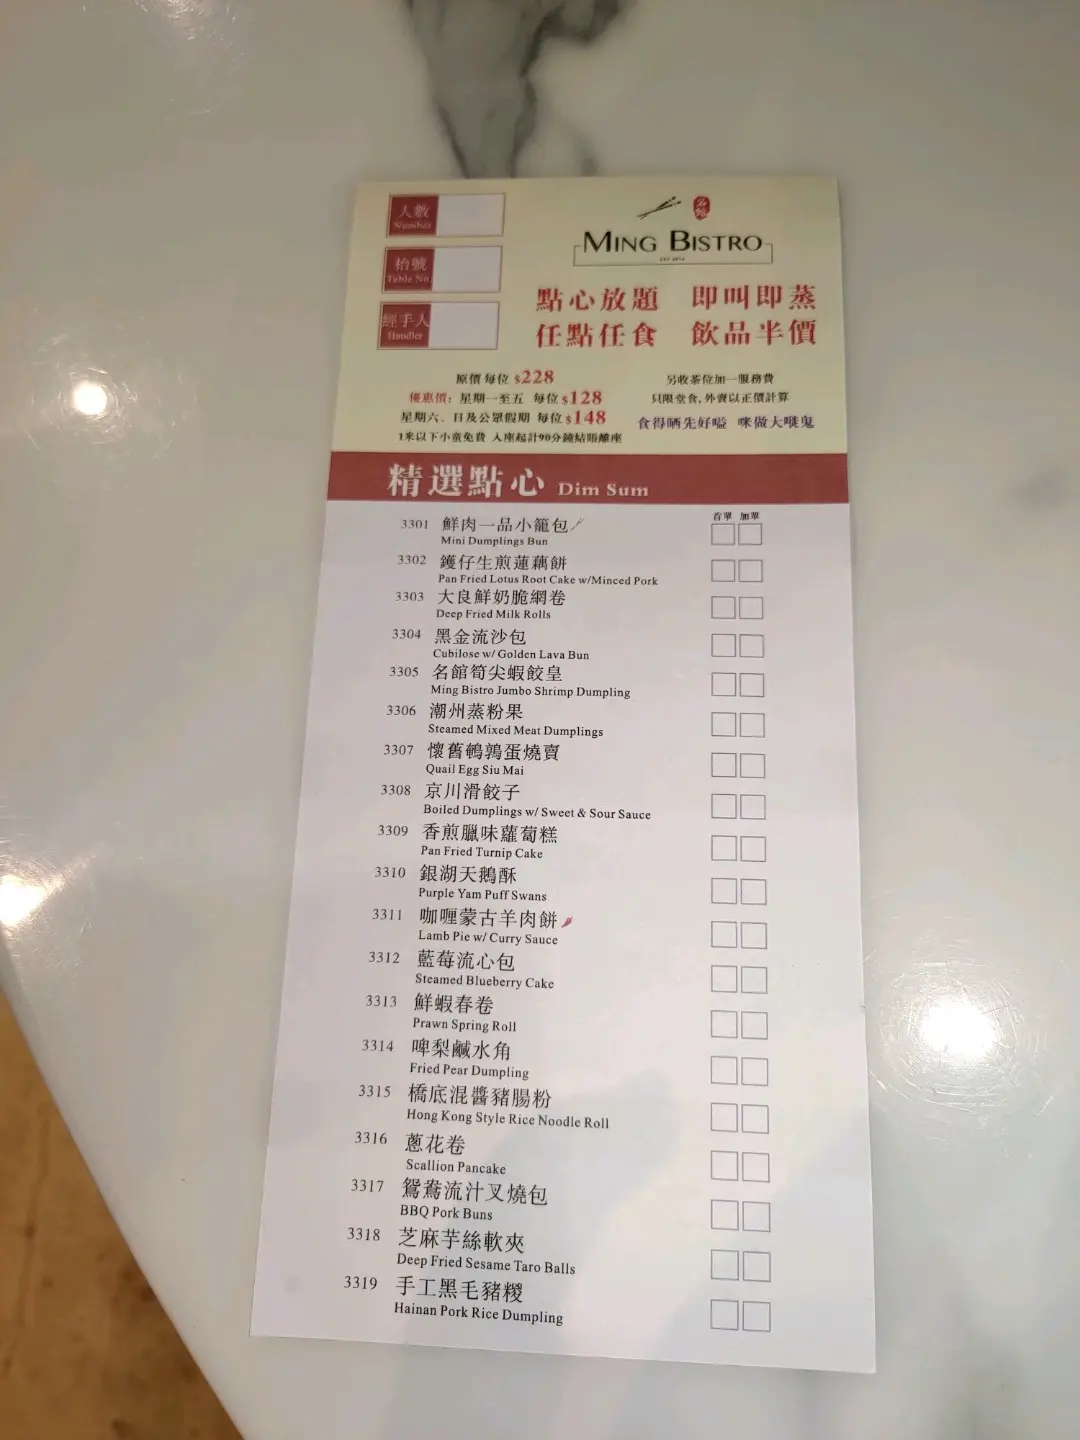 人數
Number
枱號
Table No.
經手人
Handler
名館
MING BISTRO
點心放題 即叫即蒸
任點任食 飲品半價
原價 每位 $228
優惠價: 星期一至五 每位 $128
星期六、日及公眾假期 每位 $148
1米以下小童免費 入座起計90分鐘結賬離座
另收茶位加一服務費
只限堂食,外賣以正價計算
食得晒先好嗌 咪做大嘥鬼
精選點心 Dim Sum
首單 加單
3301 鮮肉一品小籠包
Mini Dumplings Bun
3302 鑊仔生煎蓮藕餅
Pan Fried Lotus Root Cake w/Minced Pork
3303 大良鮮奶脆網卷
Deep Fried Milk Rolls
3304 黑金流沙包
Cubilose w/ Golden Lava Bun
3305 名館筍尖蝦餃皇
Ming Bistro Jumbo Shrimp Dumpling
3306 潮州蒸粉果
Steamed Mixed Meat Dumplings
3307 懷舊鵪鶉蛋燒賣
Quail Egg Siu Mai
3308 京川滑餃子
Boiled Dumplings w/ Sweet & Sour Sauce
3309 香煎臘味蘿蔔糕
Pan Fried Turnip Cake
3310 銀湖天鵝酥
Purple Yam Puff Swans
3311 咖喱蒙古羊肉餅
Lamb Pie w/ Curry Sauce
3312 藍莓流心包
Steamed Blueberry Cake
3313 鮮蝦春卷
Prawn Spring Roll
3314 啤梨鹹水角
Fried Pear Dumpling
3315 橋底混醬豬腸粉
Hong Kong Style Rice Noodle Roll
3316 蔥花卷
Scallion Pancake
3317 鴛鴦流汁叉燒包
BBQ Pork Buns
3318 芝麻芋絲軟夾
Deep Fried Sesame Taro Balls
3319 手工黑毛豬糉
Hainan Pork Rice Dumpling